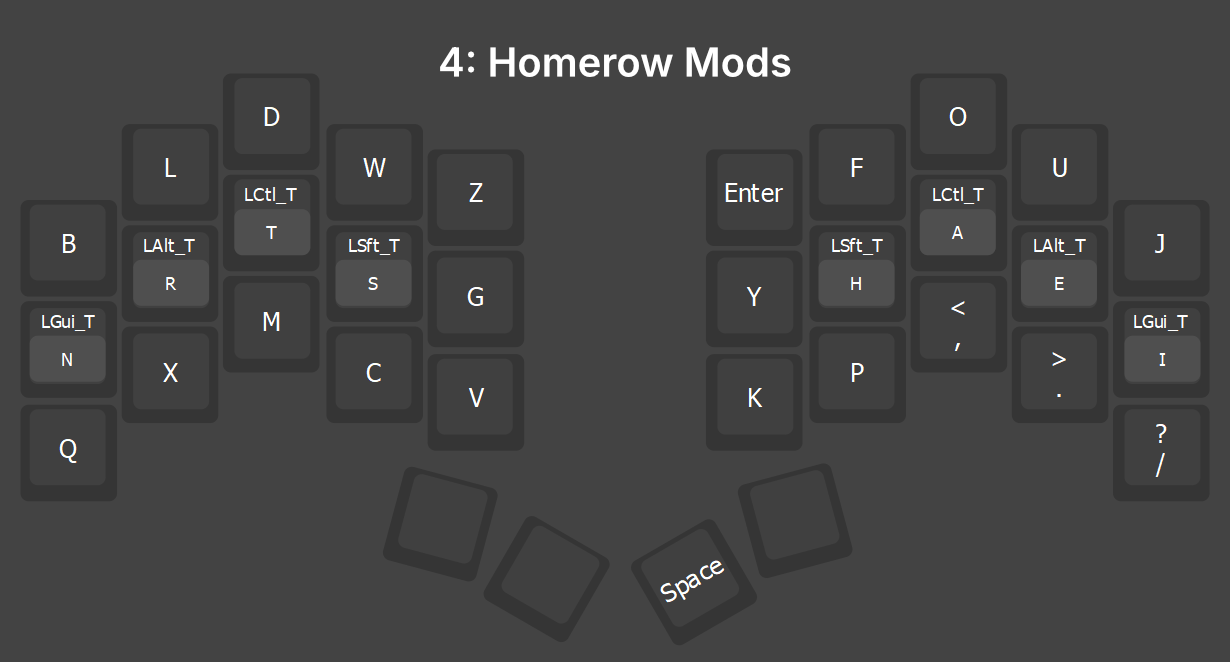 4: Homerow Mods
B
L
D
W
Z
Enter
F
O
U
J
LGui_T
N
LAlt_T
R
LCtl_T
T
LSft_T
S
G
Y
LSft_T
H
LCtl_T
A
LAlt_T
E
LGui_T
I
Q
X
M
C
V
K
P
<
,
>
.
?
/
Space